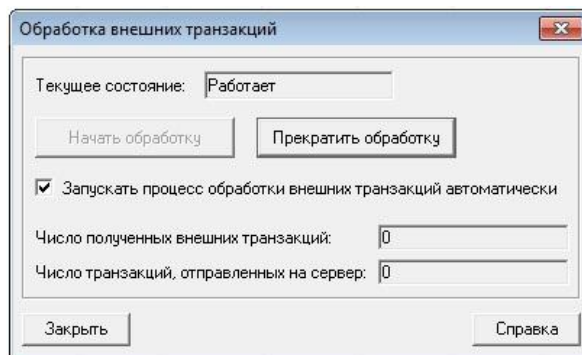 Обработка внешних транзакций
Текущее состояние: Работает
Начать обработку Прекратить обработку
Запускать процесс обработки внешних транзакций автоматически
Число полученных внешних транзакций: 0
Число транзакций, отправленных на сервер: 0
Закрыть Справка